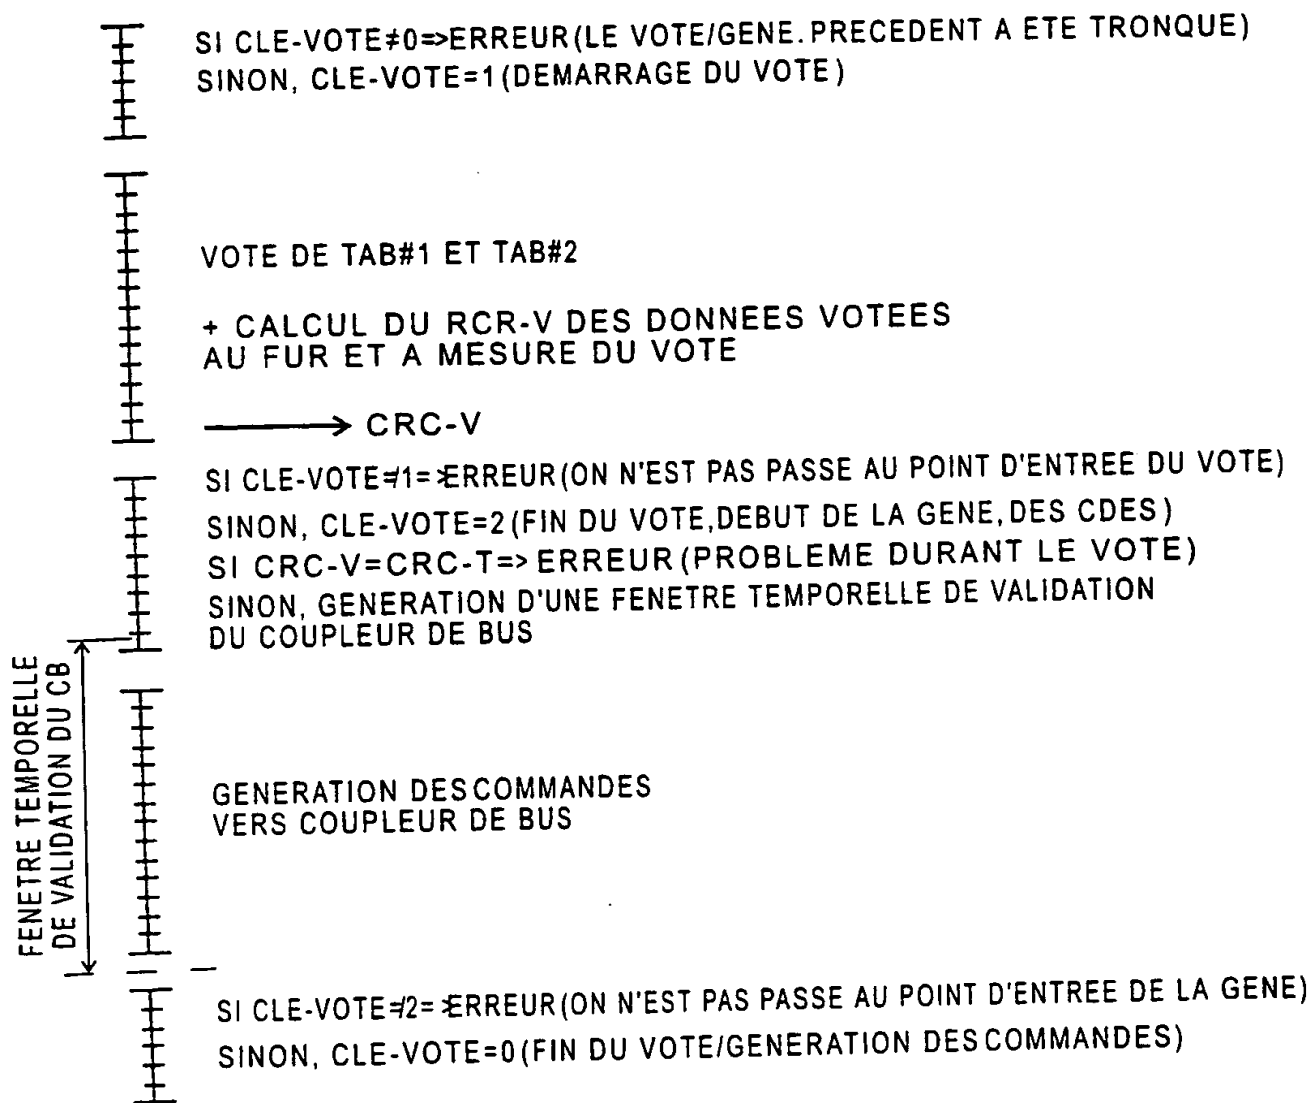 SI CLE-VOTE≠0=>ERREUR(LE VOTE/GENE.PRECEDENT A ETE TRONQUE)
SINON, CLE-VOTE=1(DEMARRAGE DU VOTE)
VOTE DE TAB#1 ET TAB#2
+ CALCUL DU RCR-V DES DONNEES VOTEES
AU FUR ET A MESURE DU VOTE
CRC-V
SI CLE-VOTE≠1=>ERREUR(ON N'EST PAS PASSE AU POINT D'ENTREE DU VOTE)
SINON, CLE-VOTE=2(FIN DU VOTE,DEBUT DE LA GENE,DES CDES)
SI CRC-V=CRC-T=>ERREUR(PROBLEME DURANT LE VOTE)
SINON, GENERATION D'UNE FENETRE TEMPORELLE DE VALIDATION
DU COUPLEUR DE BUS
FENETRE TEMPORELLE
DE VALIDATION DU CB
GENERATION DES COMMANDES
VERS COUPLEUR DE BUS
SI CLE-VOTE≠2=>ERREUR(ON N'EST PAS PASSE AU POINT D'ENTREE DE LA GENE)
SINON, CLE-VOTE=0(FIN DU VOTE/GENERATION DES COMMANDES)